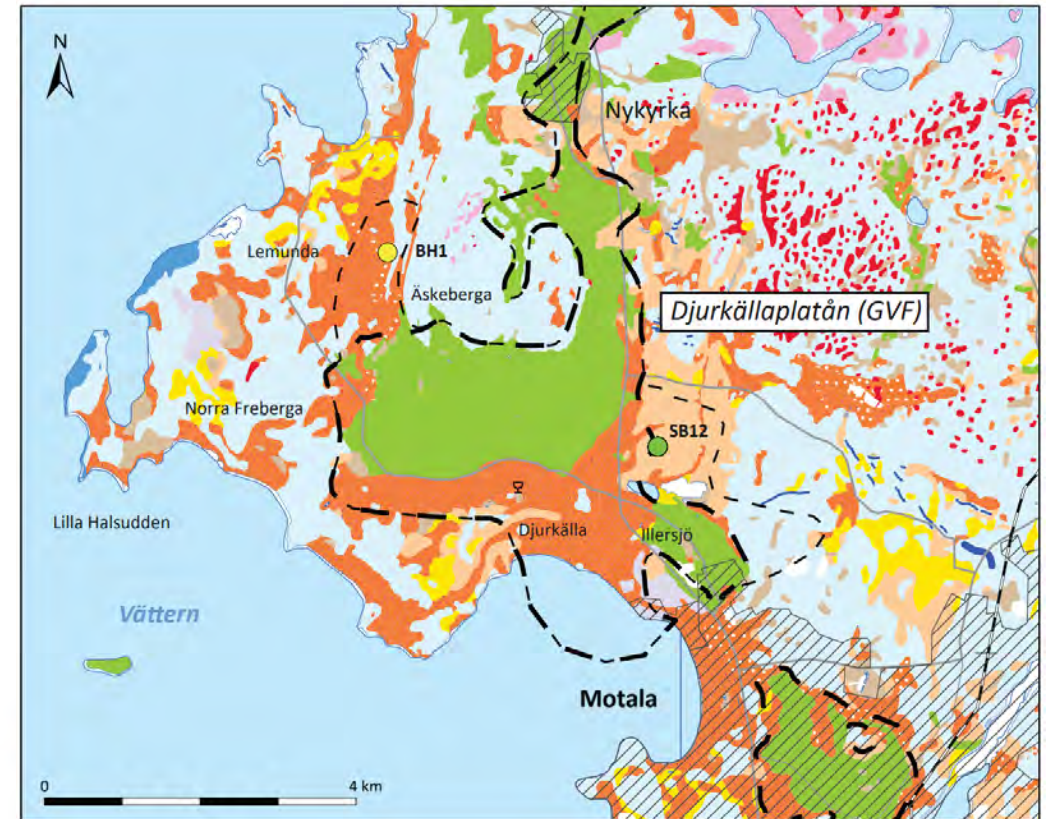 N
Nykyrka
Lemunda
BH1
Äskeberga
Djurkällaplatån (GVF)
Norra Freberga
SB12
Lilla Halsudden
Djurkälla
Illersjö
Vättern
Motala
0
4 km